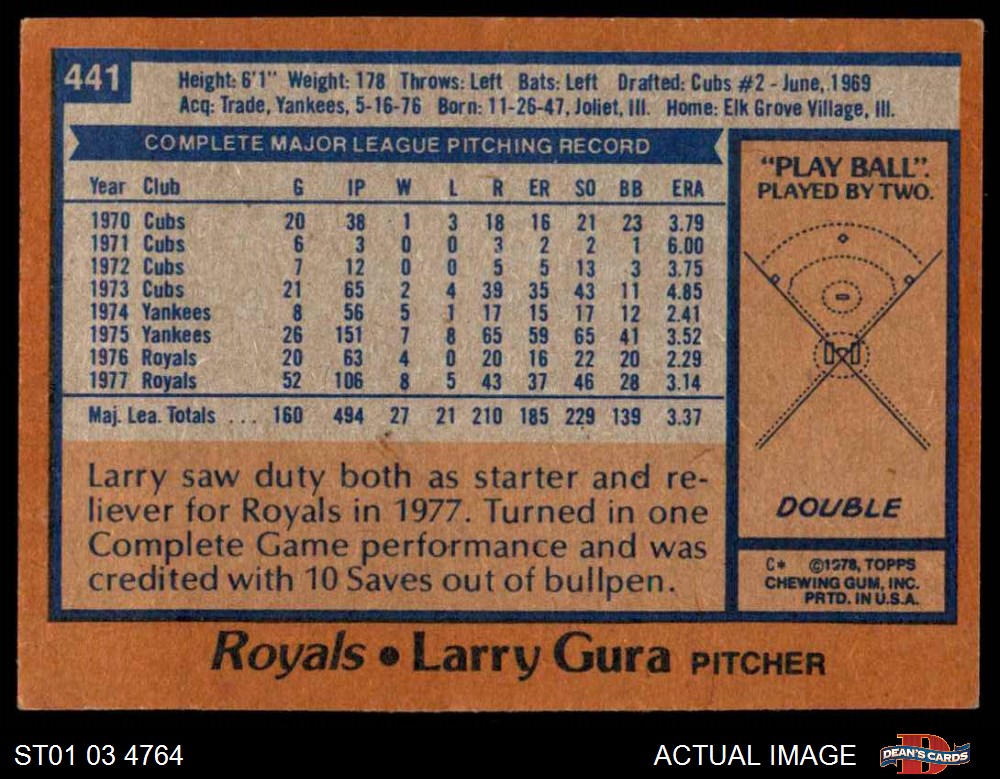 441
Height: 6'1" Weight: 178 Throws: Left Bats: Left Drafted: Cubs #2 - June, 1969
Acq: Trade, Yankees, 5-16-76 Born: 11-26-47, Joliet, Ill. Home: Elk Grove Village, Ill.
COMPLETE MAJOR LEAGUE PITCHING RECORD
Year Club G IP W L R ER SO BB ERA
1970 Cubs 20 38 1 3 18 16 21 23 3.79
1971 Cubs 6 3 0 0 3 2 2 1 6.00
1972 Cubs 7 12 0 0 5 5 13 3 3.75
1973 Cubs 21 65 2 4 39 35 43 11 4.85
1974 Yankees 8 56 5 1 17 15 17 12 2.41
1975 Yankees 26 151 7 8 65 59 65 41 3.52
1976 Royals 20 63 4 0 20 16 22 20 2.29
1977 Royals 52 106 8 5 43 37 46 28 3.14
Maj. Lea. Totals ... 160 494 27 21 210 185 229 139 3.37
Larry saw duty both as starter and re-
liever for Royals in 1977. Turned in one
Complete Game performance and was
credited with 10 Saves out of bullpen.
"PLAY BALL".
PLAYED BY TWO.
DOUBLE
C* ©1978, TOPPS
CHEWING GUM, INC.
PRTD. IN U.S.A.
Royals • Larry Gura PITCHER
ST01 03 4764
ACTUAL IMAGE
D
DEAN'S CARDS